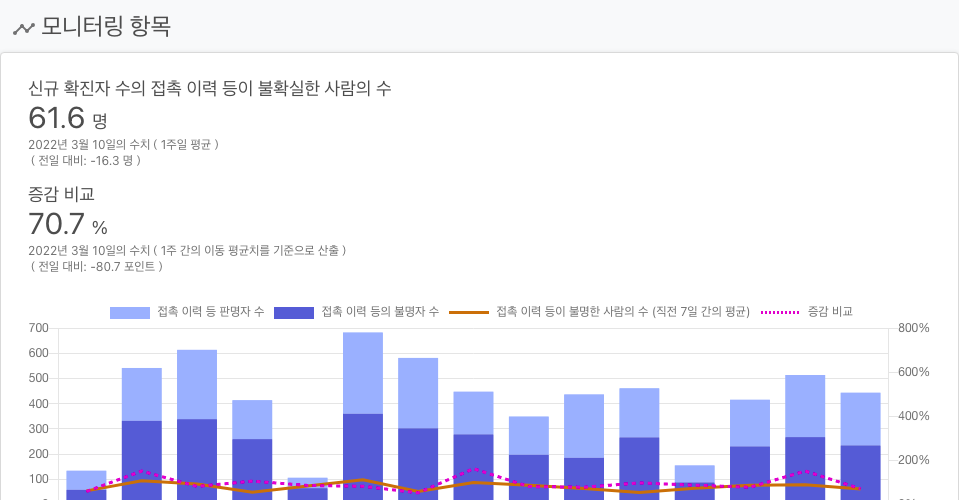 모니터링 항목
신규 확진자 수의 접촉 이력 등이 불확실한 사람의 수
61.6 명
2022년 3월 10일의 수치 ( 1주일 평균 )
( 전일 대비: -16.3 명 )
증감 비교
70.7 %
2022년 3월 10일의 수치 ( 1주 간의 이동 평균치를 기준으로 산출 )
( 전일 대비: -80.7 포인트 )
접촉 이력 등 판명자 수 접촉 이력 등의 불명자 수 접촉 이력 등이 불명한 사람의 수 (직전 7일 간의 평균) 증감 비교
700 800%
600
500 600%
400 400%
300
200 200%
100